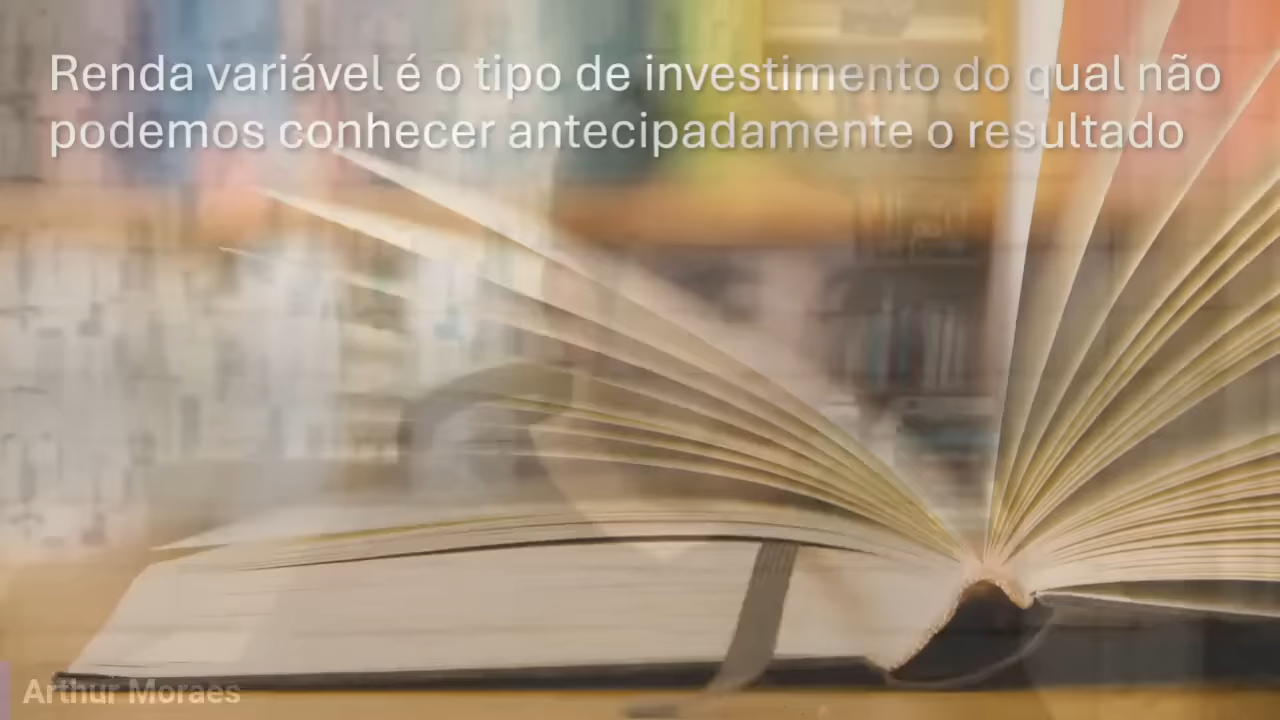 Renda variável é o tipo de investimento do qual não
podemos conhecer antecipadamente o resultado
Arthur Moraes